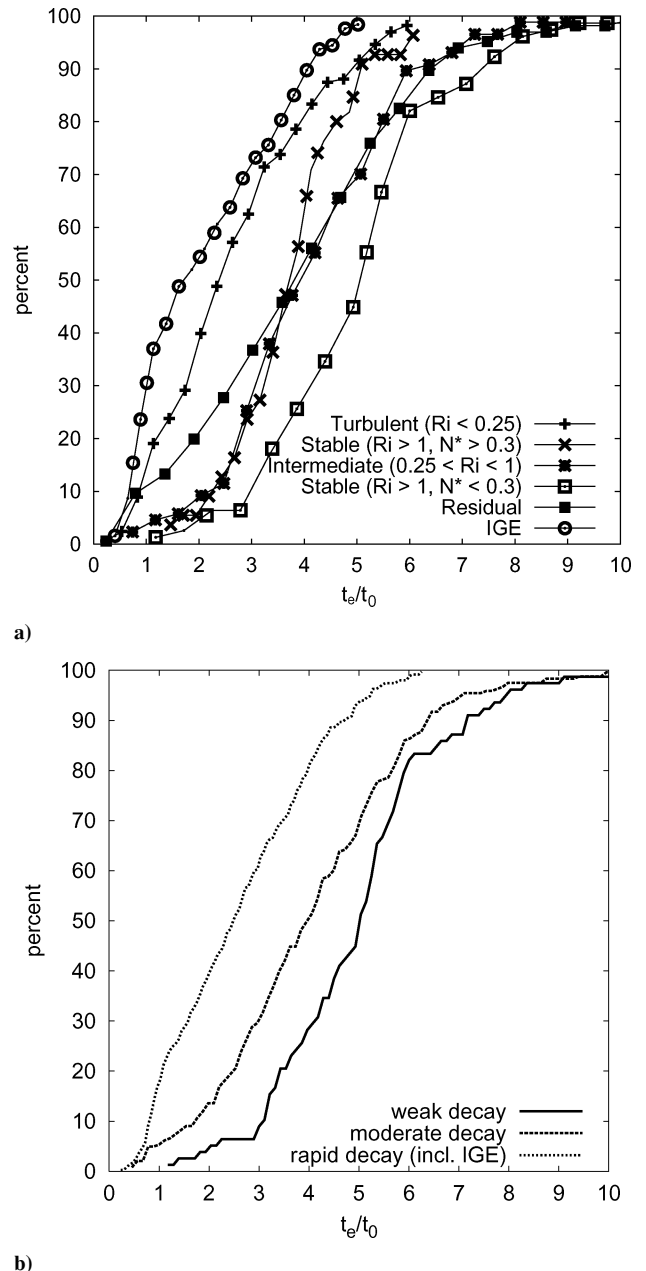 100
90
80
70
60
50
40
30
20
10
0
percent
Turbulent (Ri < 0.25)
Stable (Ri > 1, N* > 0.3)
Intermediate (0.25 < Ri < 1)
Stable (Ri > 1, N* < 0.3)
Residual
IGE
0 1 2 3 4 5 6 7 8 9 10
te/t0
a)
100
90
80
70
60
50
40
30
20
10
0
percent
weak decay
moderate decay
rapid decay (incl. IGE)
0 1 2 3 4 5 6 7 8 9 10
te/t0
b)